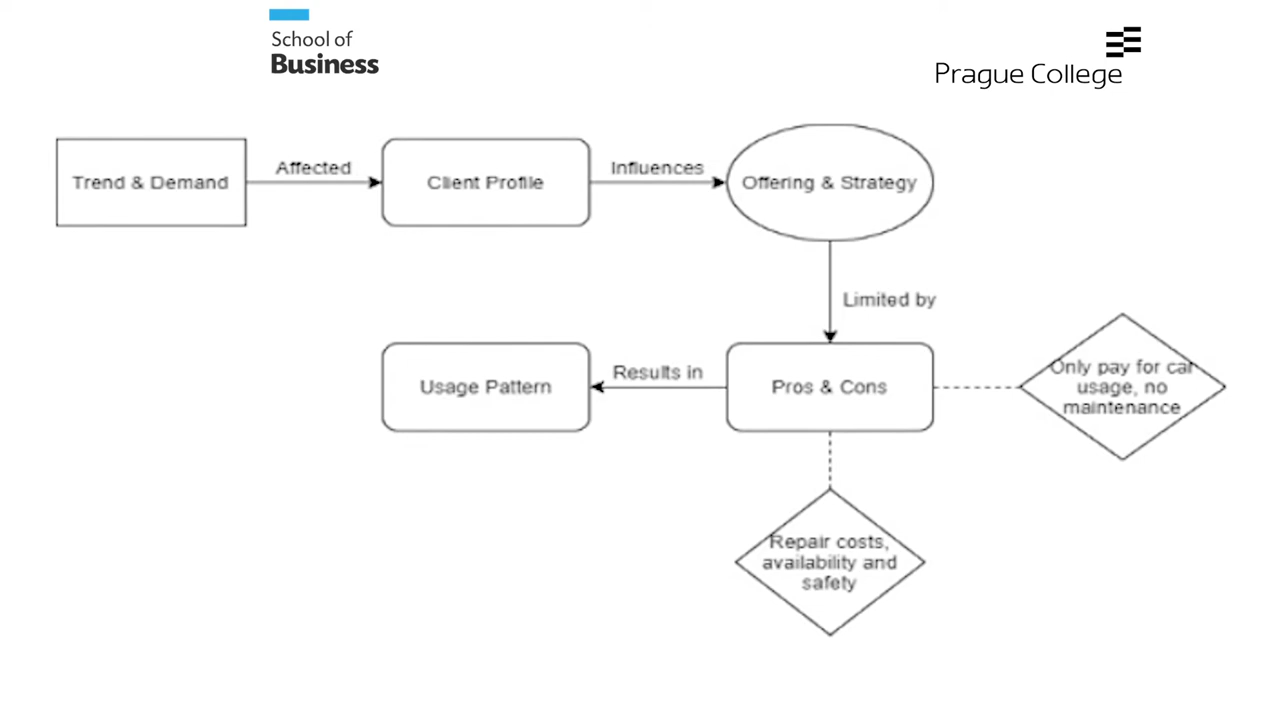 School of
Business
Prague College
Trend & Demand
Affected
Client Profile
Influences
Offering & Strategy
Limited by
Usage Pattern
Results in
Pros & Cons
Only pay for car
usage, no
maintenance
Repair costs,
availability and
safety